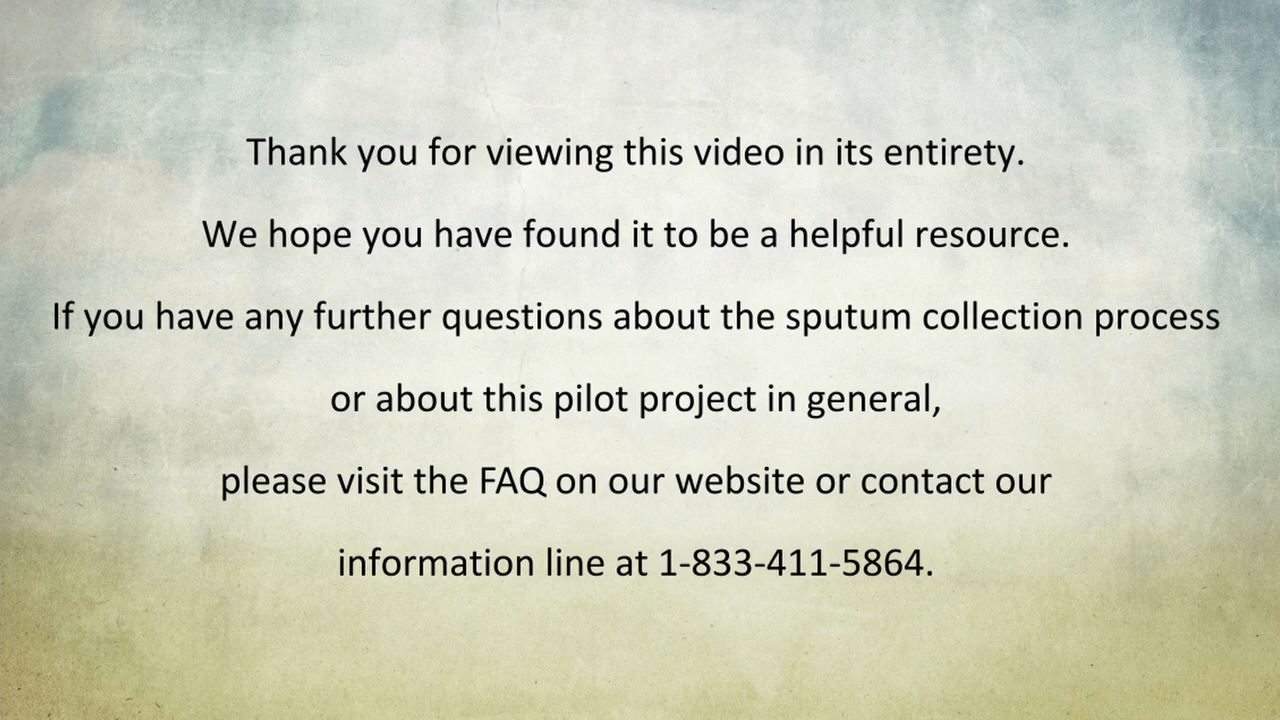 Thank you for viewing this video in its entirety.
We hope you have found it to be a helpful resource.
If you have any further questions about the sputum collection process
or about this pilot project in general,
please visit the FAQ on our website or contact our
information line at 1-833-411-5864.